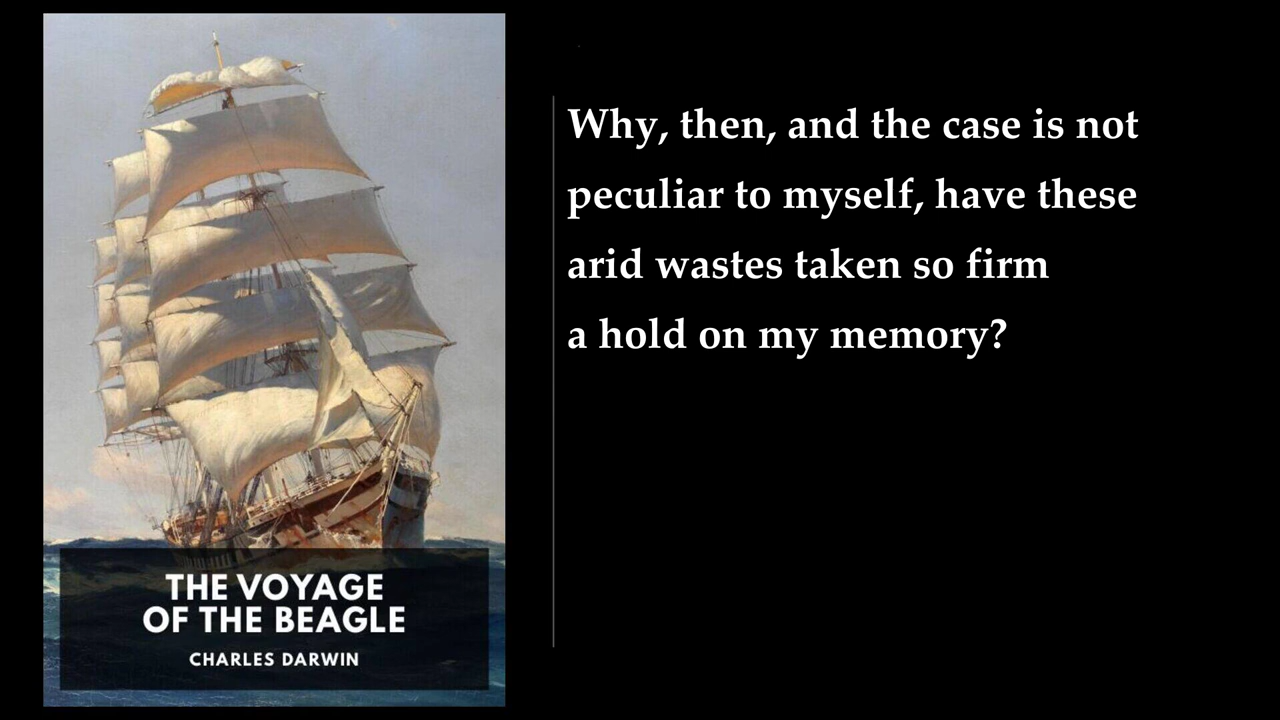 THE VOYAGE
OF THE BEAGLE
CHARLES DARWIN
Why, then, and the case is not
peculiar to myself, have these
arid wastes taken so firm
a hold on my memory?